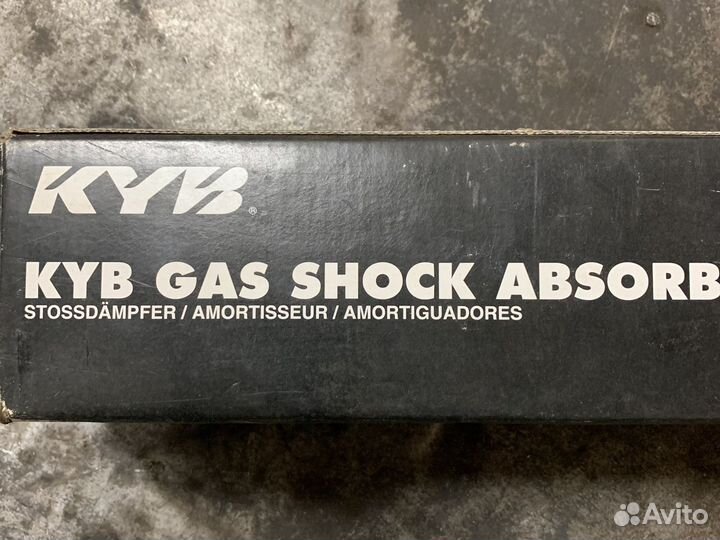 KYB®
KYB GAS SHOCK ABSORB
STOSSDÄMPFER / AMORTISSEUR / AMORTIGUADORES
Avito